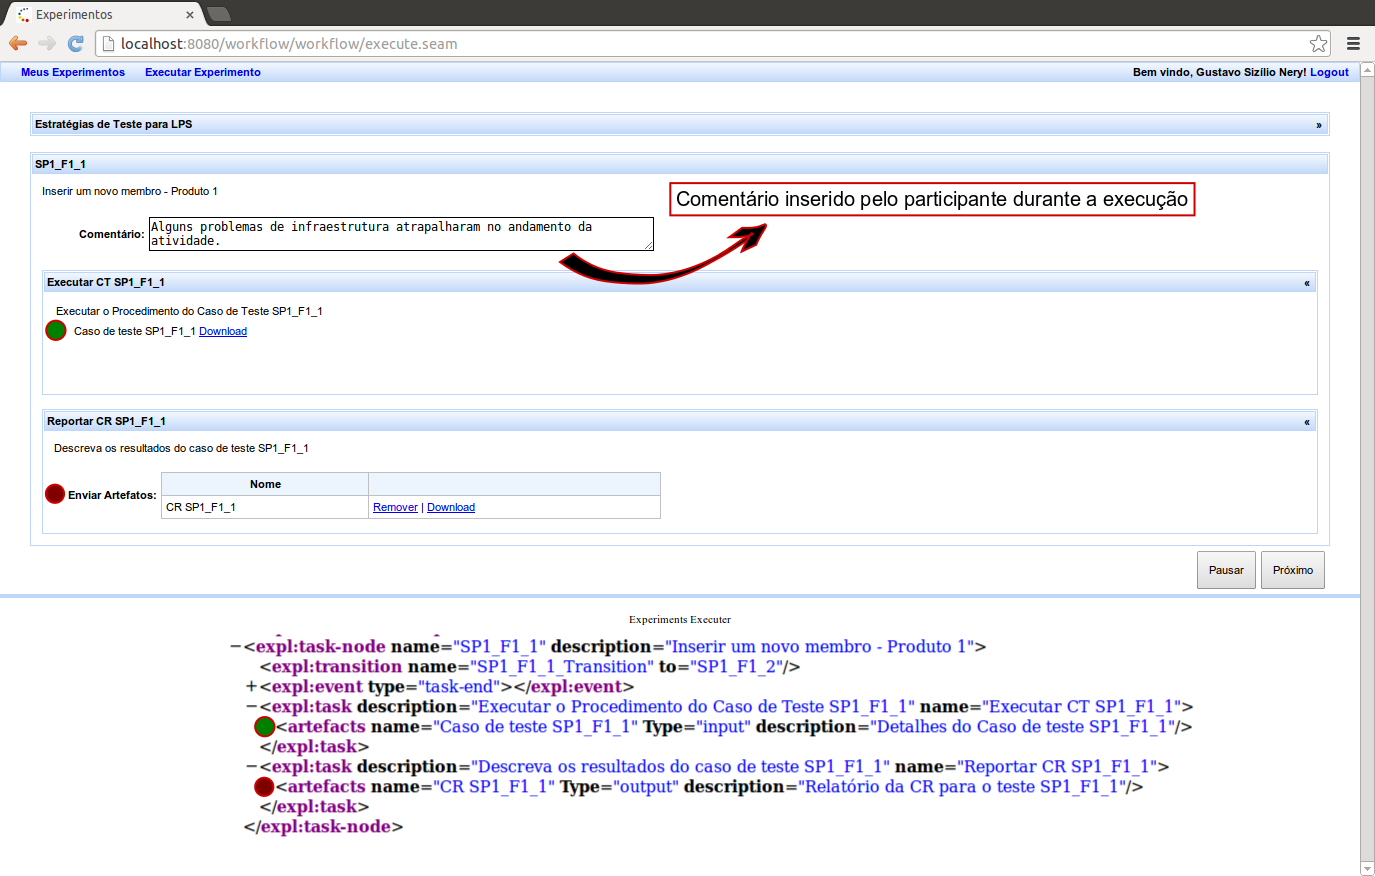 Experimentos
localhost:8080/workflow/workflow/execute.seam
Meus Experimentos Executar Experimento Bem vindo, Gustavo Sizílio Nery! Logout
Estratégias de Teste para LPS »
SP1_F1_1
Inserir um novo membro - Produto 1
Comentário inserido pelo participante durante a execução
Comentário: Alguns problemas de infraestrutura atrapalharam no andamento da
atividade.
Executar CT SP1_F1_1 «
Executar o Procedimento do Caso de Teste SP1_F1_1
Caso de teste SP1_F1_1 Download
Reportar CR SP1_F1_1 «
Descreva os resultados do caso de teste SP1_F1_1
Nome
Enviar Artefatos:
CR SP1_F1_1 Remover | Download
Pausar Próximo
Experiments Executer
−<expl:task-node name="SP1_F1_1" description="Inserir um novo membro - Produto 1">
<expl:transition name="SP1_F1_1_Transition" to="SP1_F1_2"/>
+<expl:event type="task-end"></expl:event>
−<expl:task description="Executar o Procedimento do Caso de Teste SP1_F1_1" name="Executar CT SP1_F1_1">
<artefacts name="Caso de teste SP1_F1_1" Type="input" description="Detalhes do Caso de teste SP1_F1_1"/>
</expl:task>
−<expl:task description="Descreva os resultados do caso de teste SP1_F1_1" name="Reportar CR SP1_F1_1">
<artefacts name="CR SP1_F1_1" Type="output" description="Relatório da CR para o teste SP1_F1_1"/>
</expl:task>
</expl:task-node>